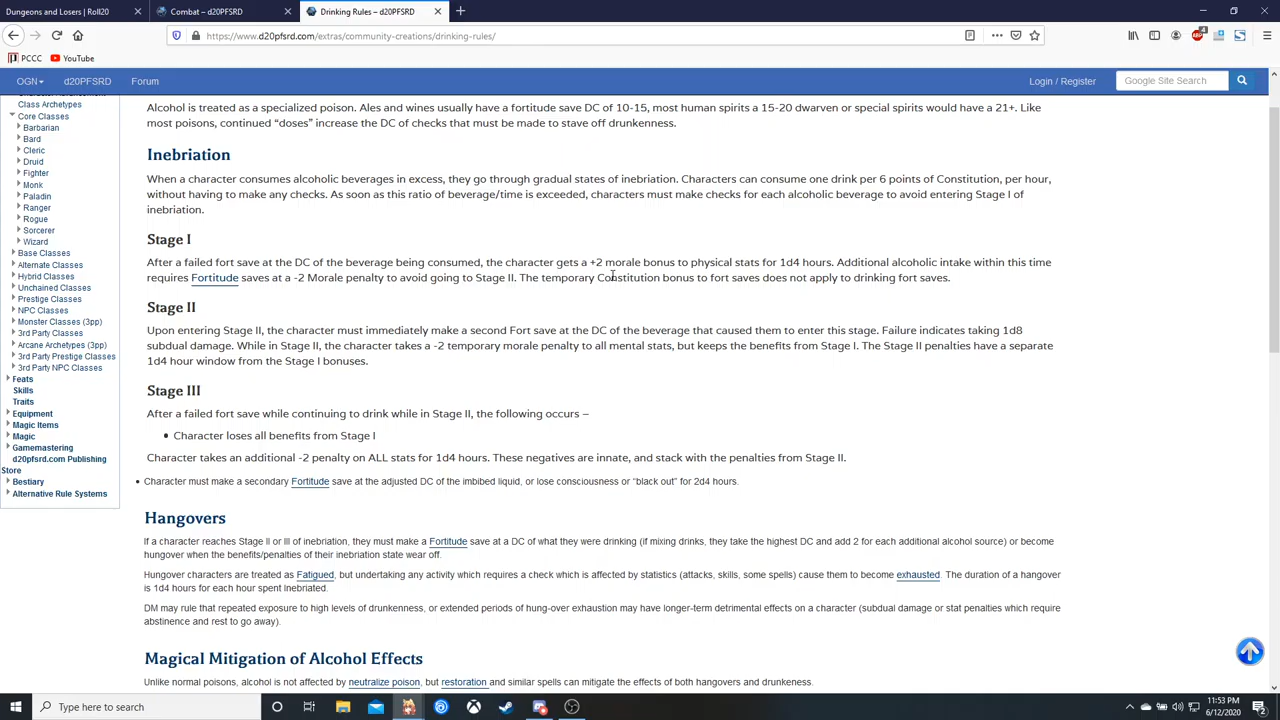 Dungeons and Losers | Roll20
Combat – d20PFSRD
Drinking Rules – d20PFSRD
https://www.d20pfsrd.com/extras/community-creations/drinking-rules/
PCCC YouTube
OGN d20PFSRD Forum Login / Register Google Site Search
Class Archetypes
Core Classes
Barbarian
Bard
Cleric
Druid
Fighter
Monk
Paladin
Ranger
Rogue
Sorcerer
Wizard
Base Classes
Alternate Classes
Hybrid Classes
Unchained Classes
Prestige Classes
NPC Classes
Monster Classes (3pp)
3rd Party Classes
Arcane Archetypes (3pp)
3rd Party Prestige Classes
3rd Party NPC Classes
Feats
Skills
Traits
Equipment
Magic Items
Magic
Gamemastering
d20pfsrd.com Publishing
Store
Bestiary
Alternative Rule Systems
Alcohol is treated as a specialized poison. Ales and wines usually have a fortitude save DC of 10-15, most human spirits a 15-20 dwarven or special spirits would have a 21+. Like
most poisons, continued “doses” increase the DC of checks that must be made to stave off drunkenness.
Inebriation
When a character consumes alcoholic beverages in excess, they go through gradual states of inebriation. Characters can consume one drink per 6 points of Constitution, per hour,
without having to make any checks. As soon as this ratio of beverage/time is exceeded, characters must make checks for each alcoholic beverage to avoid entering Stage I of
inebriation.
Stage I
After a failed fort save at the DC of the beverage being consumed, the character gets a +2 morale bonus to physical stats for 1d4 hours. Additional alcoholic intake within this time
requires Fortitude saves at a -2 Morale penalty to avoid going to Stage II. The temporary Constitution bonus to fort saves does not apply to drinking fort saves.
Stage II
Upon entering Stage II, the character must immediately make a second Fort save at the DC of the beverage that caused them to enter this stage. Failure indicates taking 1d8
subdual damage. While in Stage II, the character takes a -2 temporary morale penalty to all mental stats, but keeps the benefits from Stage I. The Stage II penalties have a separate
1d4 hour window from the Stage I bonuses.
Stage III
After a failed fort save while continuing to drink while in Stage II, the following occurs –
• Character loses all benefits from Stage I
Character takes an additional -2 penalty on ALL stats for 1d4 hours. These negatives are innate, and stack with the penalties from Stage II.
• Character must make a secondary Fortitude save at the adjusted DC of the imbibed liquid, or lose consciousness or “black out” for 2d4 hours.
Hangovers
If a character reaches Stage II or III of inebriation, they must make a Fortitude save at a DC of what they were drinking (if mixing drinks, they take the highest DC and add 2 for each additional alcohol source) or become
hungover when the benefits/penalties of their inebriation state wear off.
Hungover characters are treated as Fatigued, but undertaking any activity which requires a check which is affected by statistics (attacks, skills, some spells) cause them to become exhausted. The duration of a hangover
is 1d4 hours for each hour spent Inebriated.
DM may rule that repeated exposure to high levels of drunkenness, or extended periods of hung-over exhaustion may have longer-term detrimental effects on a character (subdual damage or stat penalties which require
abstinence and rest to go away).
Magical Mitigation of Alcohol Effects
Unlike normal poisons, alcohol is not affected by neutralize poison, but restoration and similar spells can mitigate the effects of both hangovers and drunkeness.
Type here to search
11:53 PM
6/12/2020
2